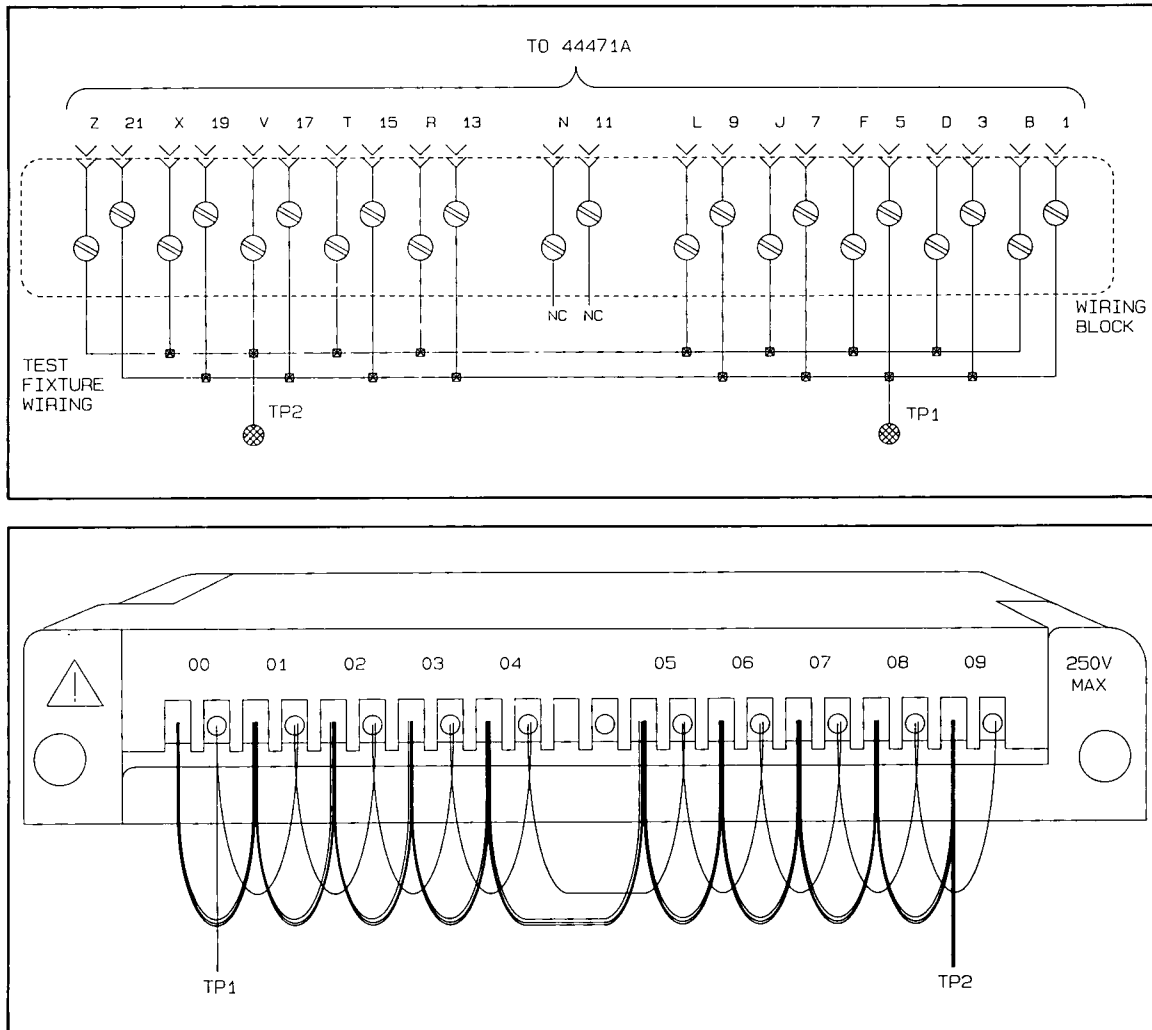 TO 44471A
Z 21 X 19 V 17 T 15 R 13 N 11 L 9 J 7 F 5 D 3 B 1
NC NC
WIRING
BLOCK
TEST
FIXTURE
WIRING
TP2
TP1
00 01 02 03 04 05 06 07 08 09
250V
MAX
TP1
TP2